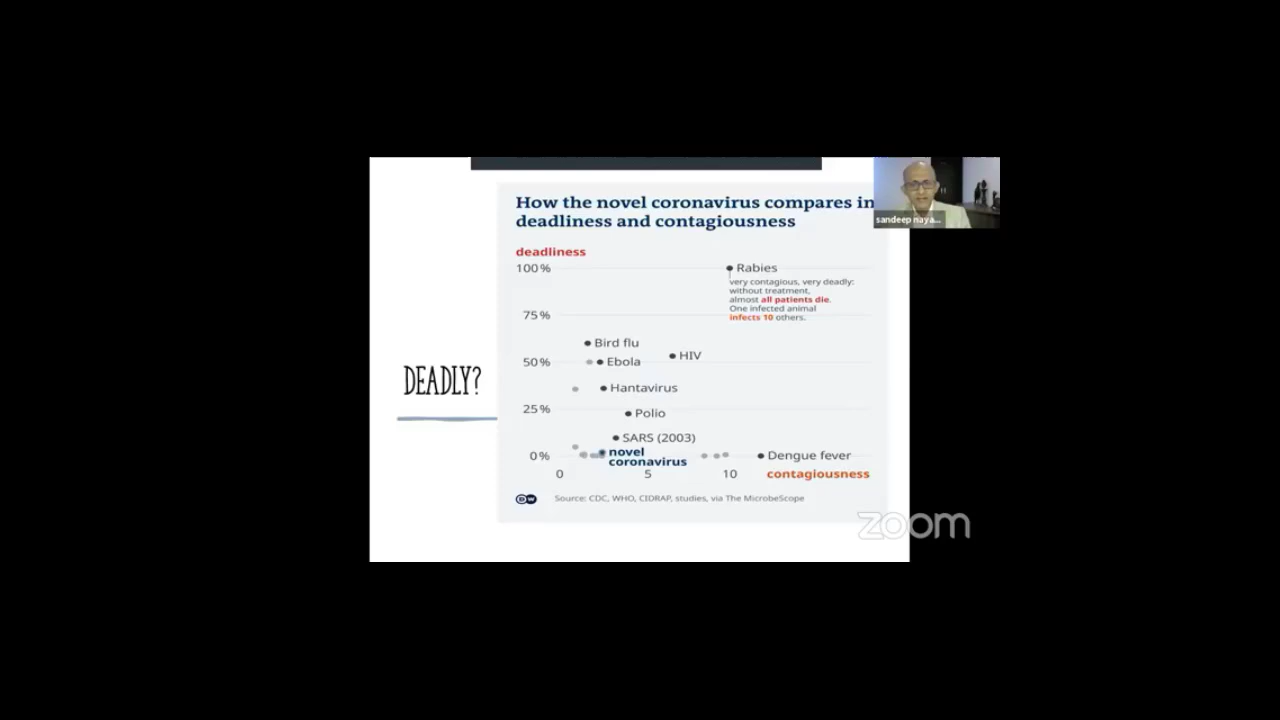 How the novel coronavirus compares in
deadliness and contagiousness
sandeep naya...
deadliness
100%
Rabies
very contagious, very deadly:
without treatment,
almost all patients die.
One infected animal
infects 10 others.
75%
Bird flu
HIV
50%
Ebola
DEADLY?
Hantavirus
25%
Polio
SARS (2003)
0%
novel
coronavirus
Dengue fever
0 5 10
contagiousness
DW
Source: CDC, WHO, CIDRAP, studies, via The MicrobeScope
zoom